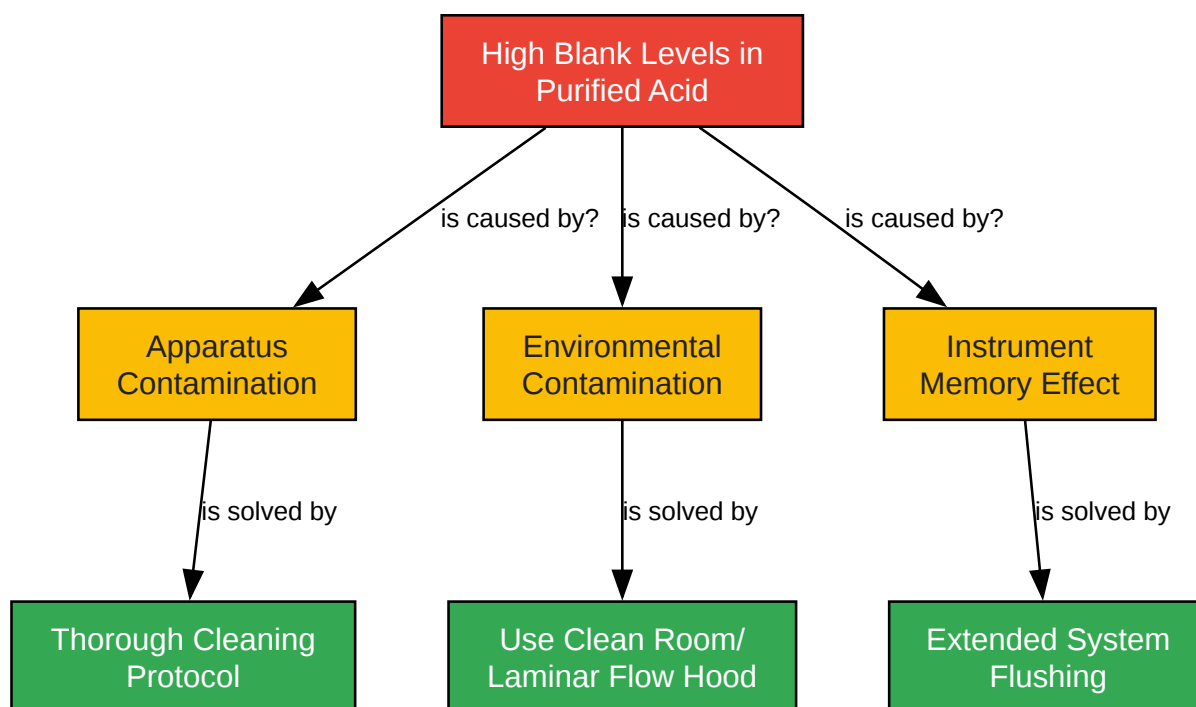 High Blank Levels in
Purified Acid
is caused by?
is caused by?
is caused by?
Apparatus
Contamination
Environmental
Contamination
Instrument
Memory Effect
is solved by
is solved by
is solved by
Thorough Cleaning
Protocol
Use Clean Room/
Laminar Flow Hood
Extended System
Flushing